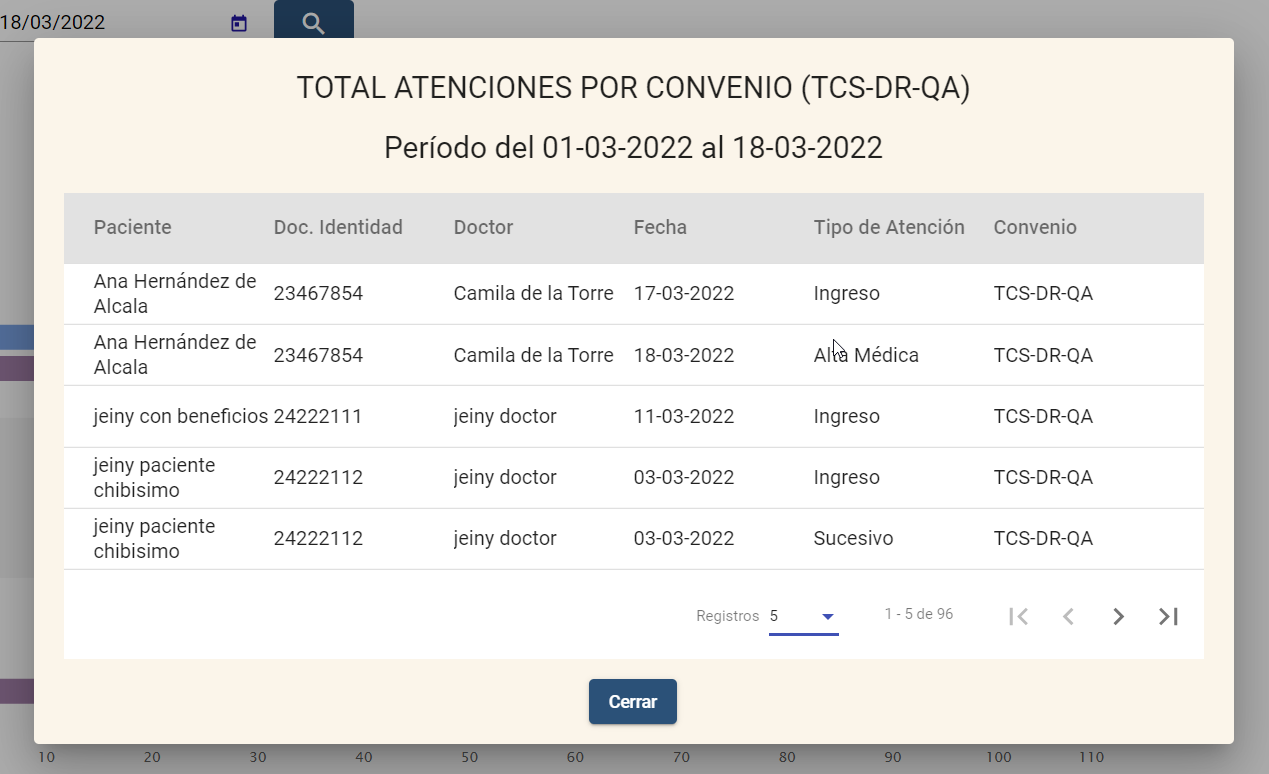 18/03/2022
TOTAL ATENCIONES POR CONVENIO (TCS-DR-QA)
Período del 01-03-2022 al 18-03-2022
Paciente Doc. Identidad Doctor Fecha Tipo de Atención Convenio
Ana Hernández de
Alcala
23467854 Camila de la Torre 17-03-2022 Ingreso TCS-DR-QA
Ana Hernández de
Alcala
23467854 Camila de la Torre 18-03-2022 Alta Médica TCS-DR-QA
jeiny con beneficios 24222111 jeiny doctor 11-03-2022 Ingreso TCS-DR-QA
jeiny paciente
chibisimo
24222112 jeiny doctor 03-03-2022 Ingreso TCS-DR-QA
jeiny paciente
chibisimo
24222112 jeiny doctor 03-03-2022 Sucesivo TCS-DR-QA
Registros 5 1 - 5 de 96
Cerrar
10 20 30 40 50 60 70 80 90 100 110